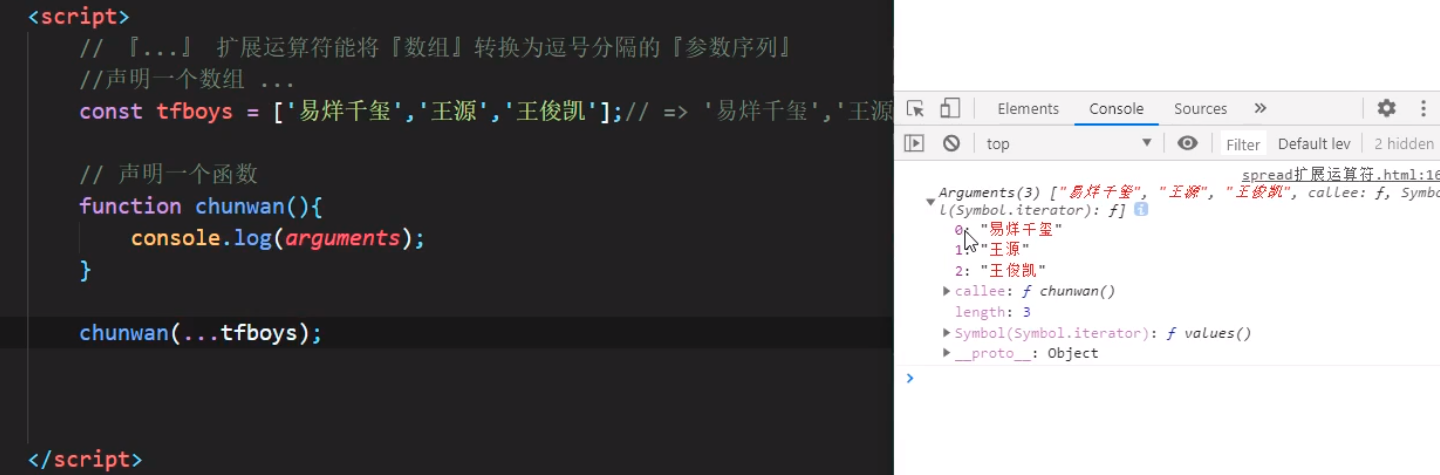 <script>
// 『...』 扩展运算符能将『数组』转换为逗号分隔的『参数序列』
//声明一个数组 ...
const tfboys = ['易烊千玺','王源','王俊凯'];// => '易烊千玺','王源
// 声明一个函数
function chunwan(){
console.log(arguments);
}
chunwan(...tfboys);
</script>
Elements Console Sources »
top Filter Default lev 2 hidden
spread扩展运算符.html:16
Arguments(3) ["易烊千玺", "王源", "王俊凯", callee: ƒ, Symbo
l(Symbol.iterator): ƒ]
0: "易烊千玺"
1: "王源"
2: "王俊凯"
callee: ƒ chunwan()
length: 3
Symbol(Symbol.iterator): ƒ values()
__proto__: Object